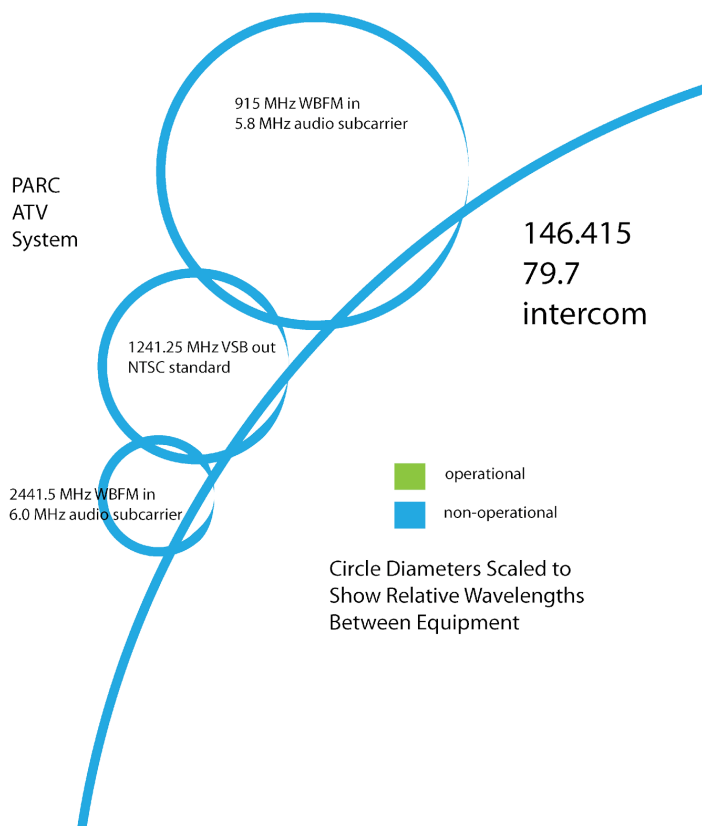 915 MHz WBFM in
5.8 MHz audio subcarrier
PARC
ATV
System
146.415
79.7
intercom
1241.25 MHz VSB out
NTSC standard
2441.5 MHz WBFM in
6.0 MHz audio subcarrier
operational
non-operational
Circle Diameters Scaled to
Show Relative Wavelengths
Between Equipment